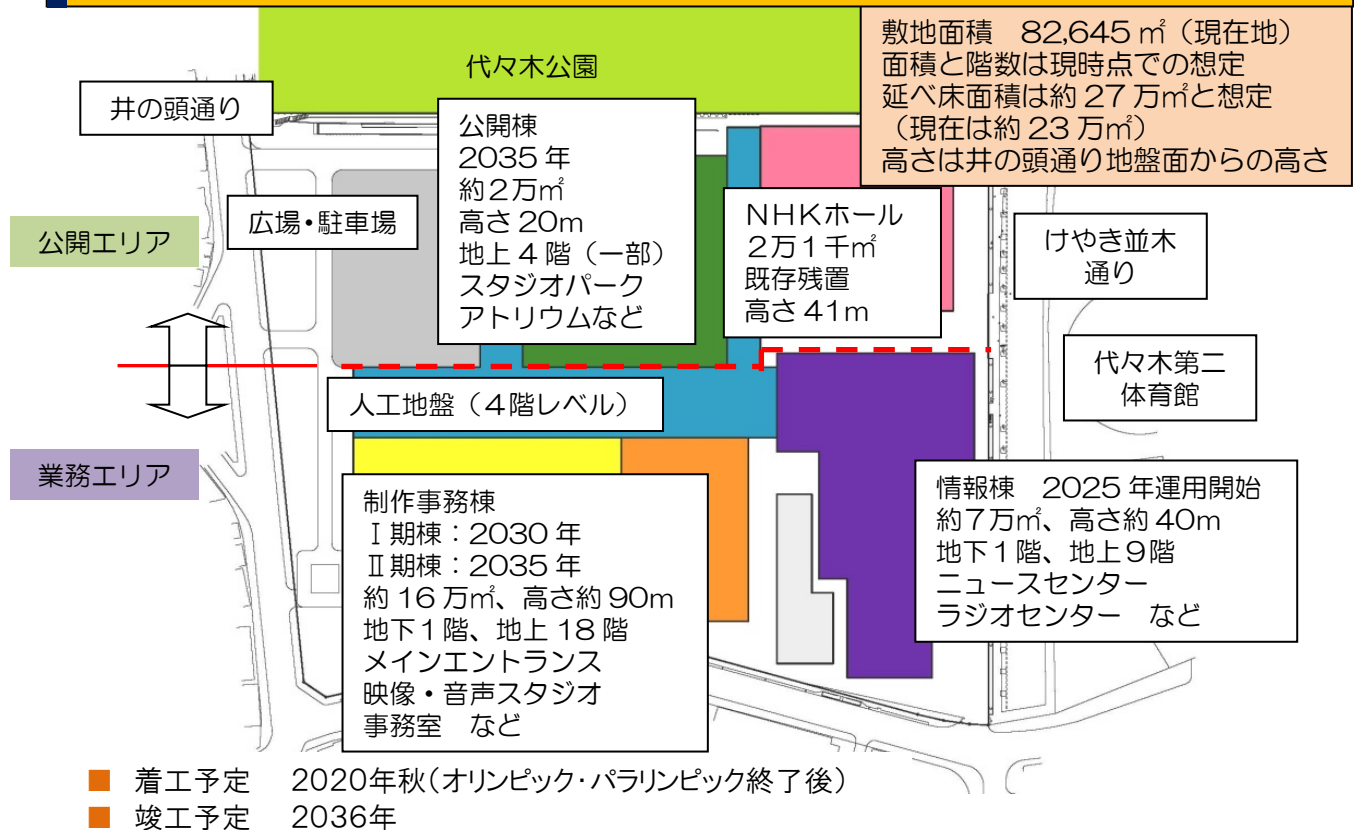 代々木公園
敷地面積　82,645㎡（現在地）
面積と階数は現時点での想定
延べ床面積は約27万㎡と想定
（現在は約23万㎡）
高さは井の頭通り地盤面からの高さ
井の頭通り
公開棟
2035年
約2万㎡
高さ20m
地上4階（一部）
スタジオパーク
アトリウムなど
広場・駐車場
公開エリア
NHKホール
2万1千㎡
既存残置
高さ41m
けやき並木
通り
代々木第二
体育館
人工地盤（4階レベル）
業務エリア
制作事務棟
Ⅰ期棟：2030年
Ⅱ期棟：2035年
約16万㎡、高さ約90m
地下1階、地上18階
メインエントランス
映像・音声スタジオ
事務室　など
情報棟　2025年運用開始
約7万㎡、高さ約40m
地下1階、地上9階
ニュースセンター
ラジオセンター　など
■ 着工予定　2020年秋(オリンピック・パラリンピック終了後)
■ 竣工予定　2036年